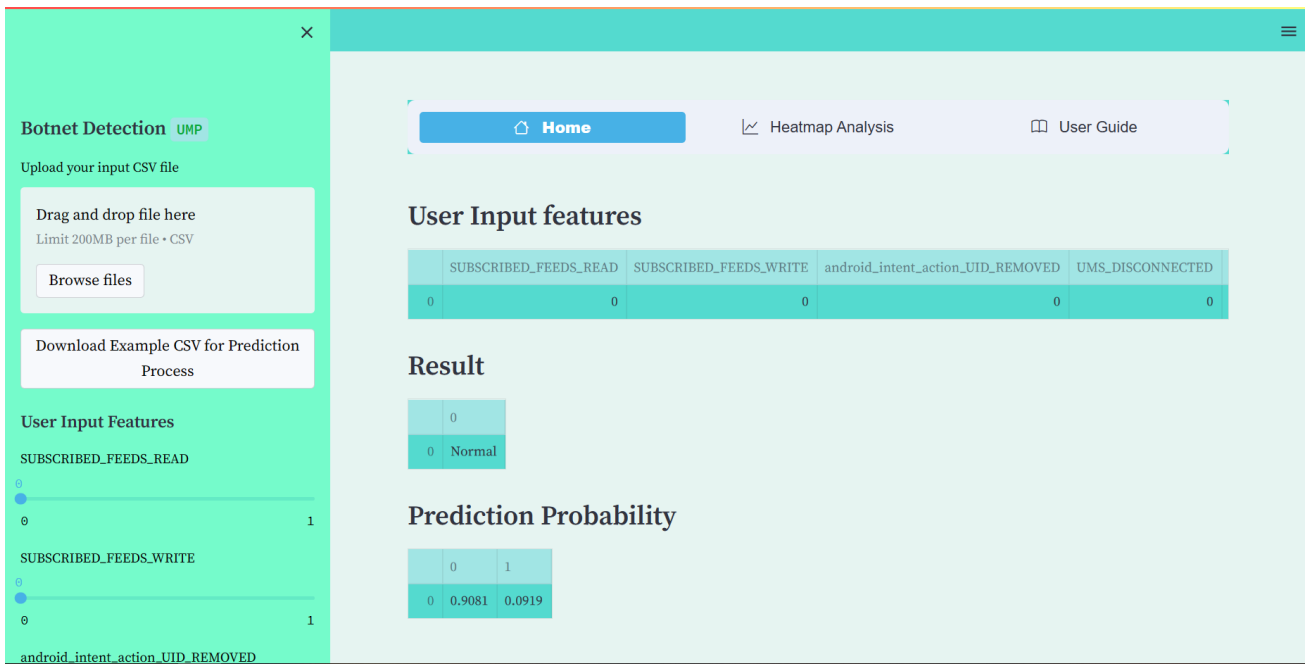 Botnet Detection UMP
Upload your input CSV file
Drag and drop file here
Limit 200MB per file • CSV
Browse files
Download Example CSV for Prediction
Process
User Input Features
SUBSCRIBED_FEEDS_READ
0
0 1
SUBSCRIBED_FEEDS_WRITE
0
0 1
android_intent_action_UID_REMOVED
Home Heatmap Analysis User Guide
User Input features
SUBSCRIBED_FEEDS_READ SUBSCRIBED_FEEDS_WRITE android_intent_action_UID_REMOVED UMS_DISCONNECTED
0 0 0 0 0
Result
0
0 Normal
Prediction Probability
0 1
0 0.9081 0.0919